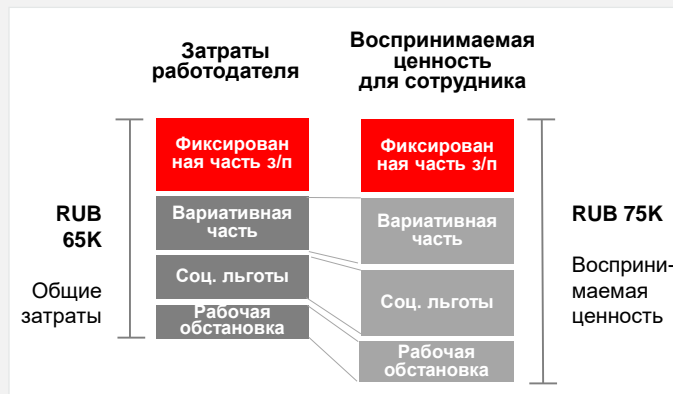 Затраты
работодателя
Воспринимаемая
ценность
для сотрудника
RUB
65K
Общие
затраты
Фиксирован
ная часть з/п
Вариативная
часть
Соц. льготы
Рабочая
обстановка
Фиксирован
ная часть з/п
Вариативная
часть
Соц. льготы
Рабочая
обстановка
RUB 75K
Восприни-
маемая
ценность